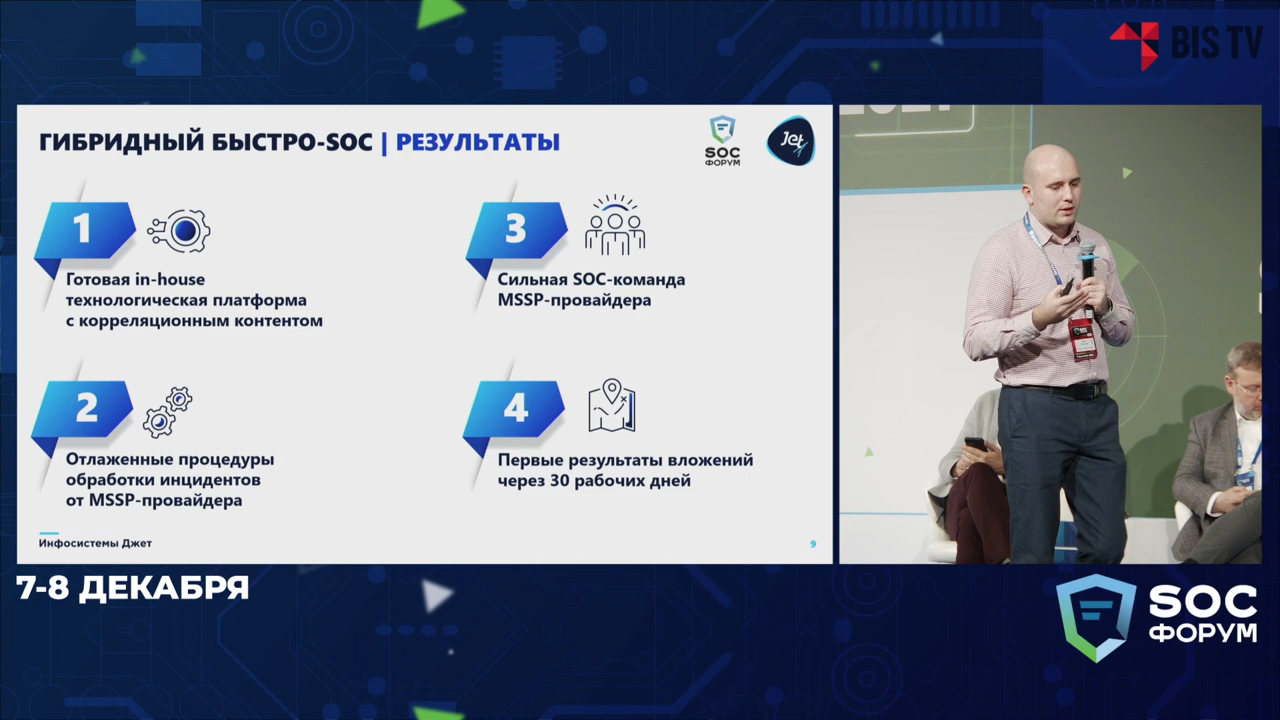 BIS TV
ГИБРИДНЫЙ БЫСТРО-SOC | РЕЗУЛЬТАТЫ
SOC
ФОРУМ
Jet
1
Готовая in-house
технологическая платформа
с корреляционным контентом
2
Отлаженные процедуры
обработки инцидентов
от MSSP-провайдера
3
Сильная SOC-команда
MSSP-провайдера
4
Первые результаты вложений
через 30 рабочих дней
Инфосистемы Джет
9
7-8 ДЕКАБРЯ
SOC
ФОРУМ